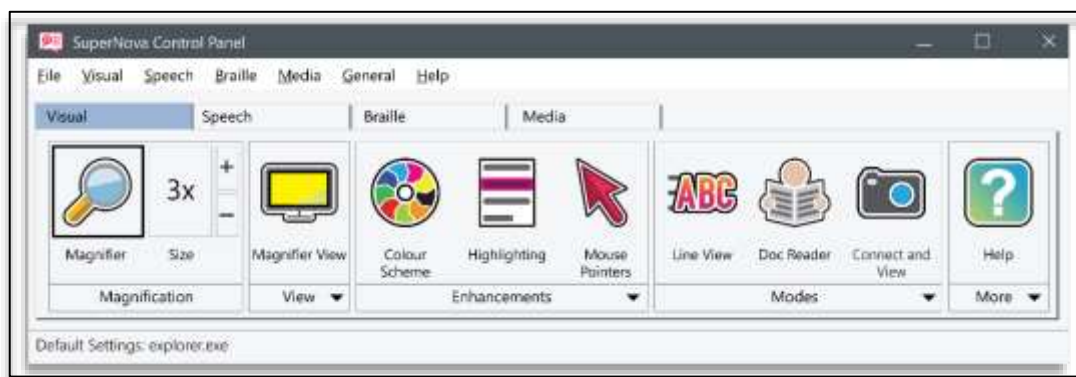 SuperNova Control Panel
File Visual Speech Braille Media General Help
Visual Speech Braille Media
3x + −
ABC
?
Magnifier Size Magnifier View Colour Scheme Highlighting Mouse Pointers Line View Doc Reader Connect and View Help
Magnification View Enhancements Modes More
Default Settings: explorer.exe